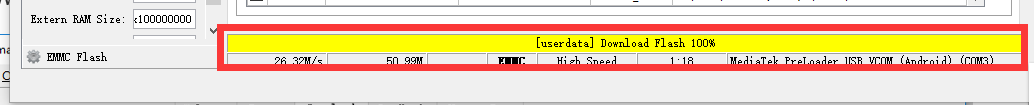 Extern RAM Size:
x100000000
EMMC Flash
[userdata] Download Flash 100%
26.32M/s 50.99M EMMC High Speed 1:18 MediaTek PreLoader USB VCOM (Android) (COM3)